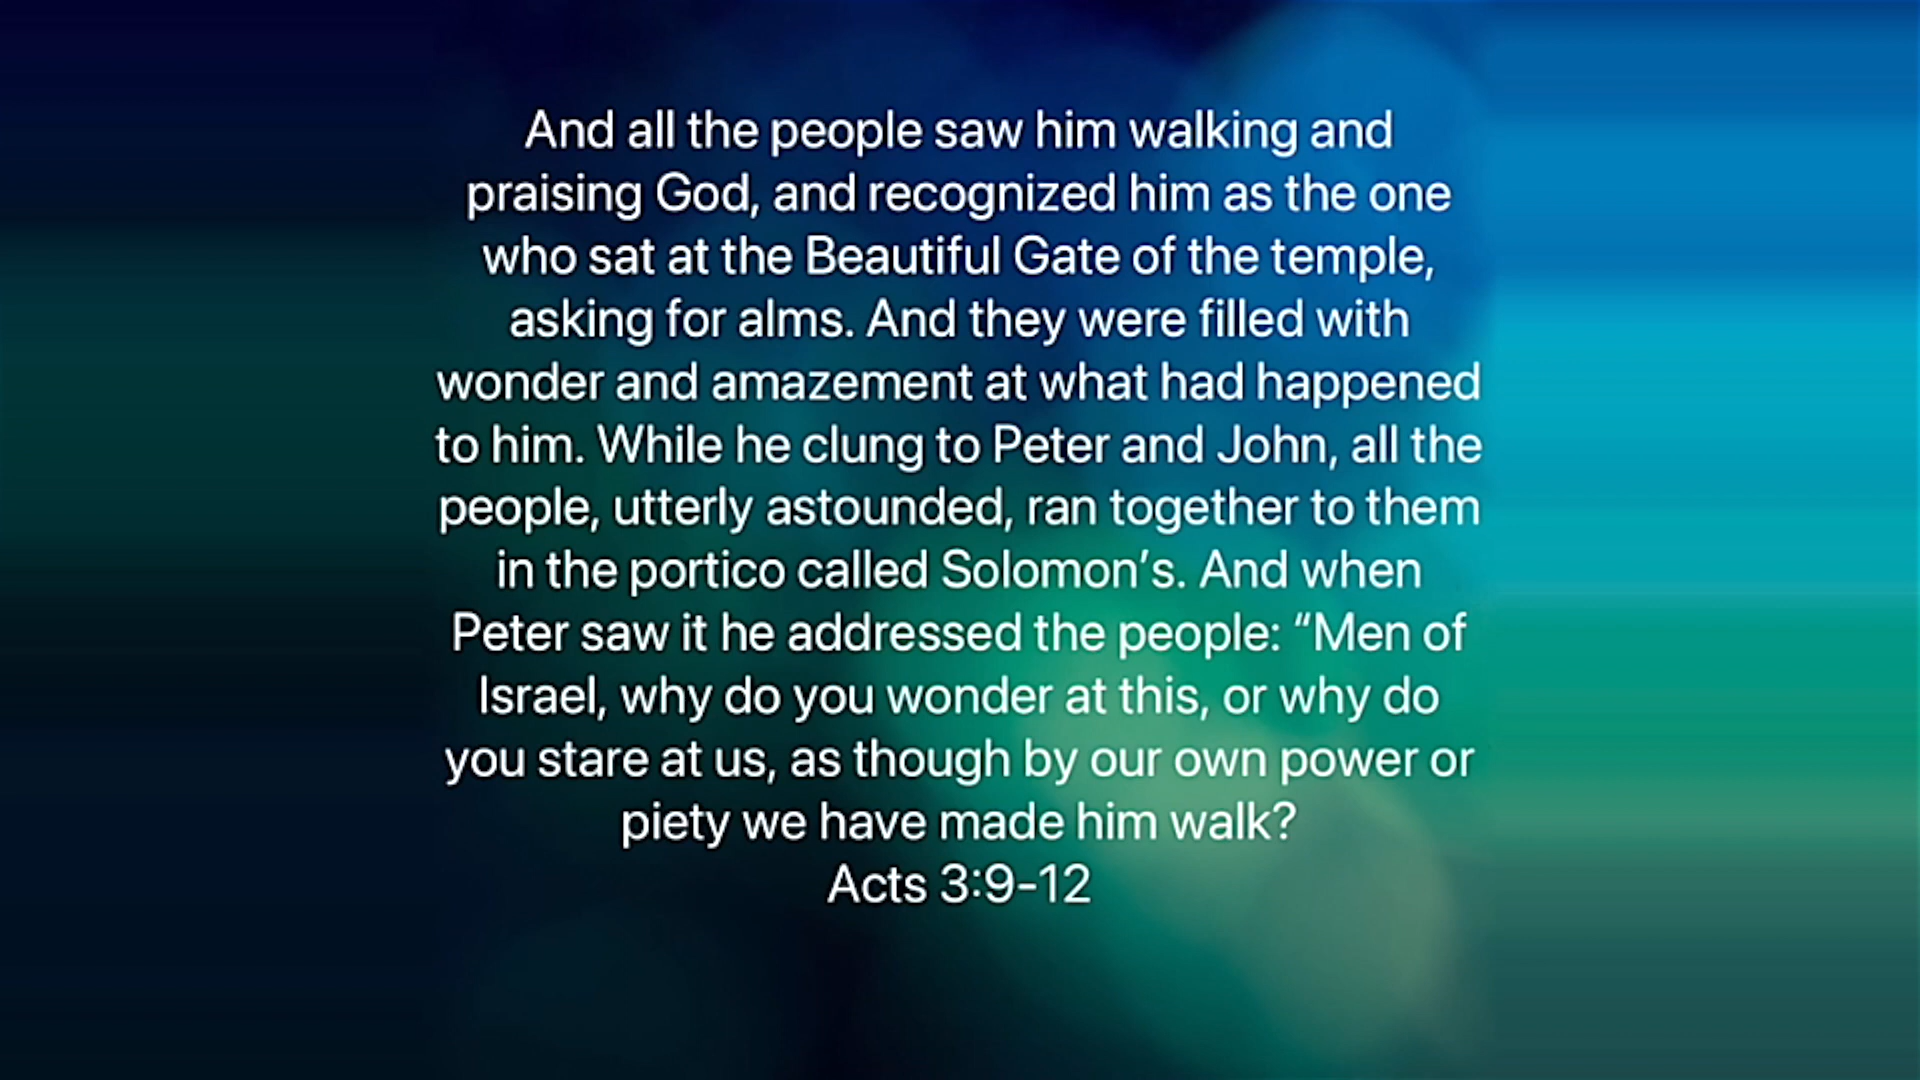 And all the people saw him walking and
praising God, and recognized him as the one
who sat at the Beautiful Gate of the temple,
asking for alms. And they were filled with
wonder and amazement at what had happened
to him. While he clung to Peter and John, all the
people, utterly astounded, ran together to them
in the portico called Solomon’s. And when
Peter saw it he addressed the people: “Men of
Israel, why do you wonder at this, or why do
you stare at us, as though by our own power or
piety we have made him walk?
Acts 3:9-12